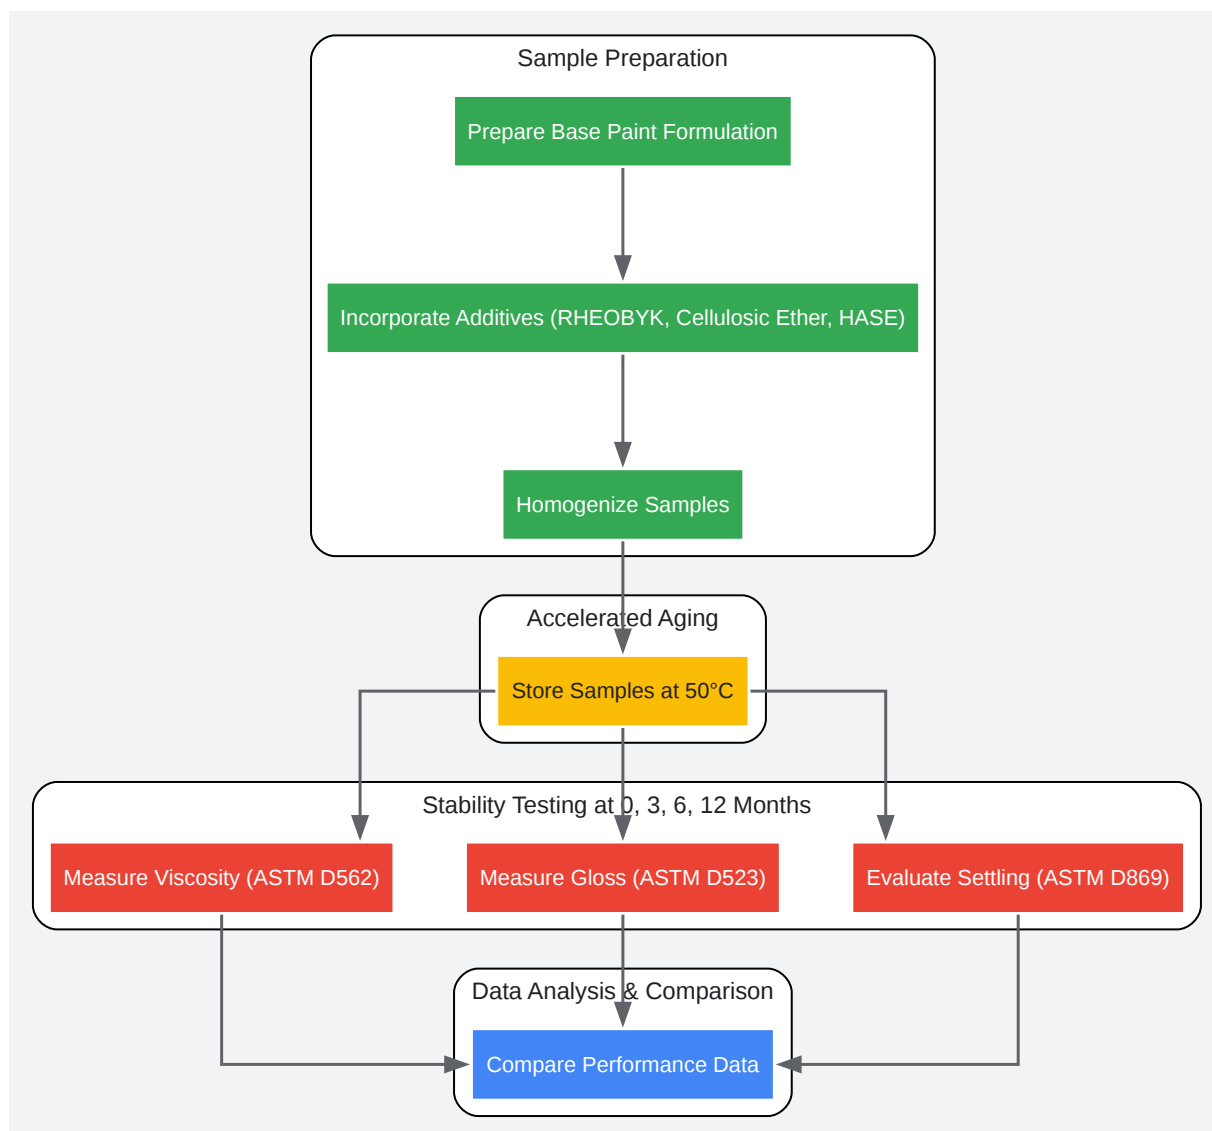 Sample Preparation
Prepare Base Paint Formulation
Incorporate Additives (RHEOBYK, Cellulosic Ether, HASE)
Homogenize Samples
Accelerated Aging
Store Samples at 50°C
Stability Testing at 0, 3, 6, 12 Months
Measure Viscosity (ASTM D562)
Measure Gloss (ASTM D523)
Evaluate Settling (ASTM D869)
Data Analysis & Comparison
Compare Performance Data